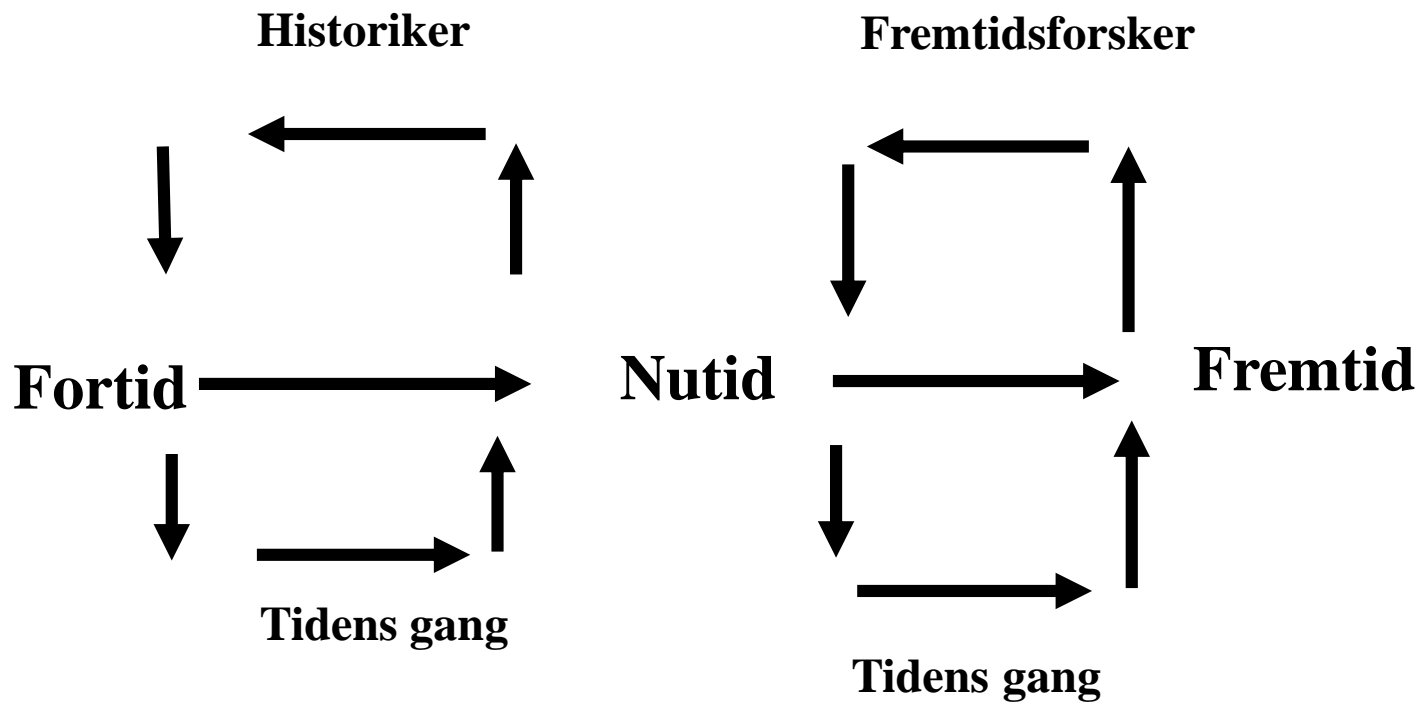 Historiker
Fremtidsforsker
Fortid
Nutid
Fremtid
Tidens gang
Tidens gang